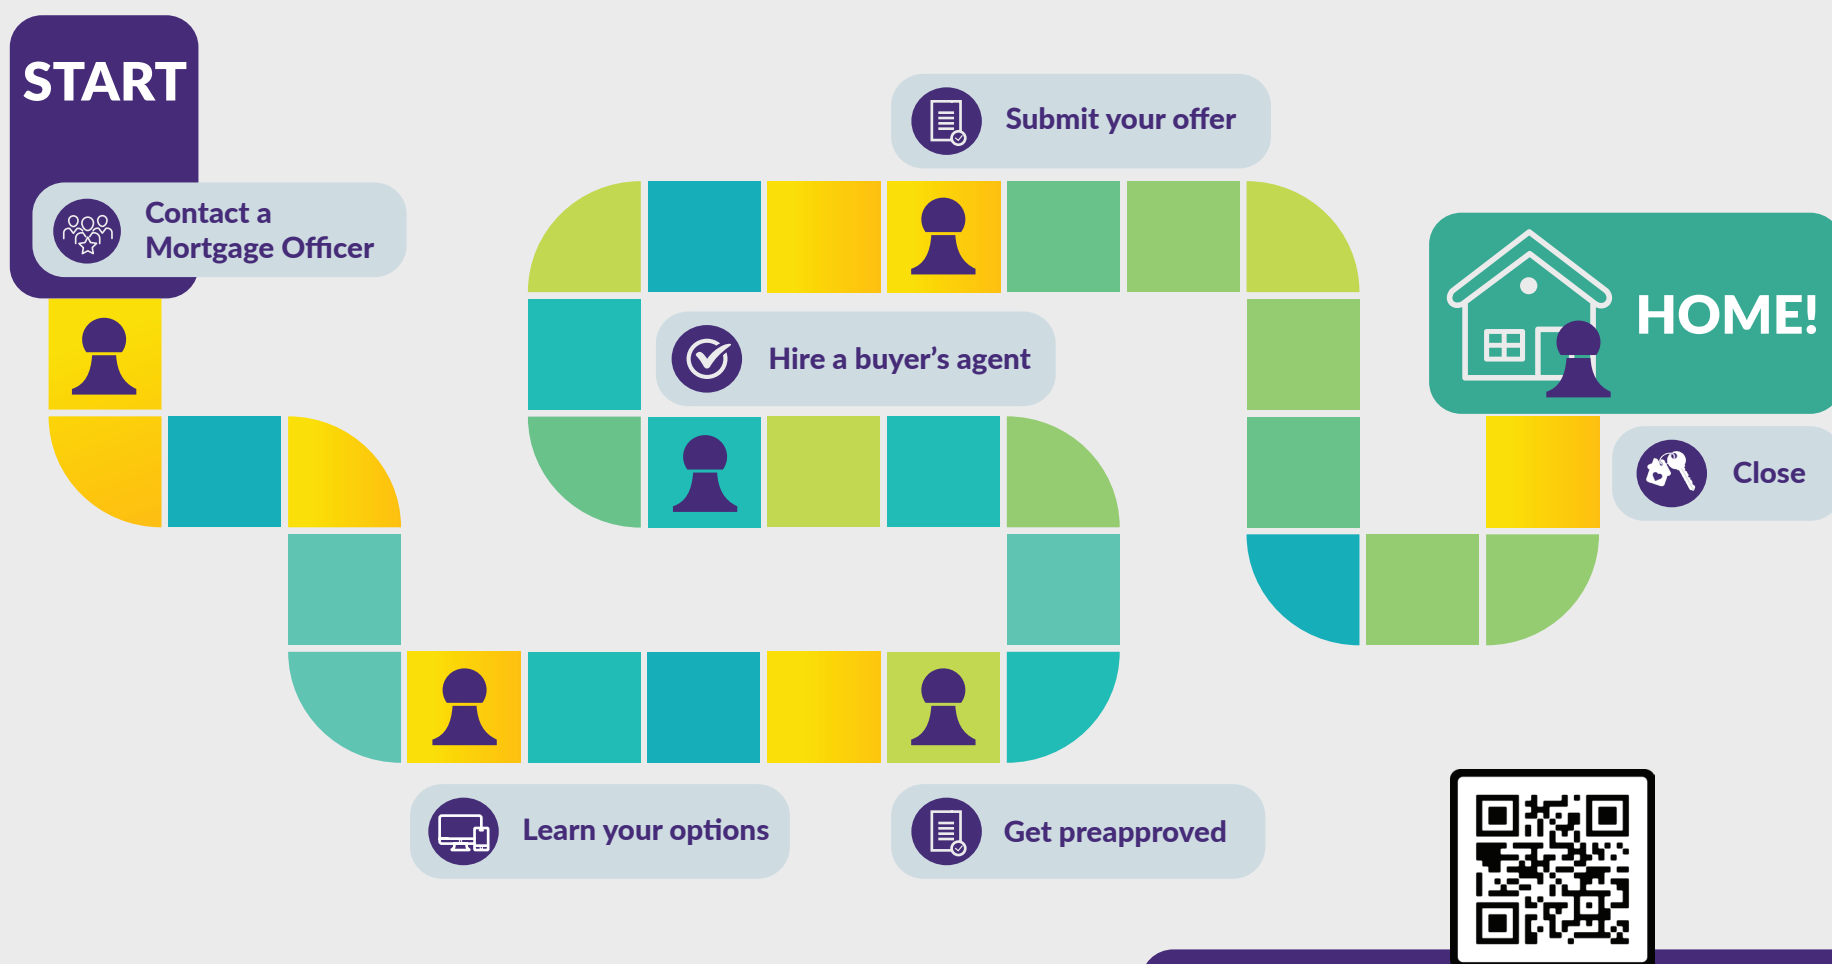 START
Contact a
Mortgage Officer
Submit your offer
Hire a buyer's agent
HOME!
Close
Learn your options
Get preapproved